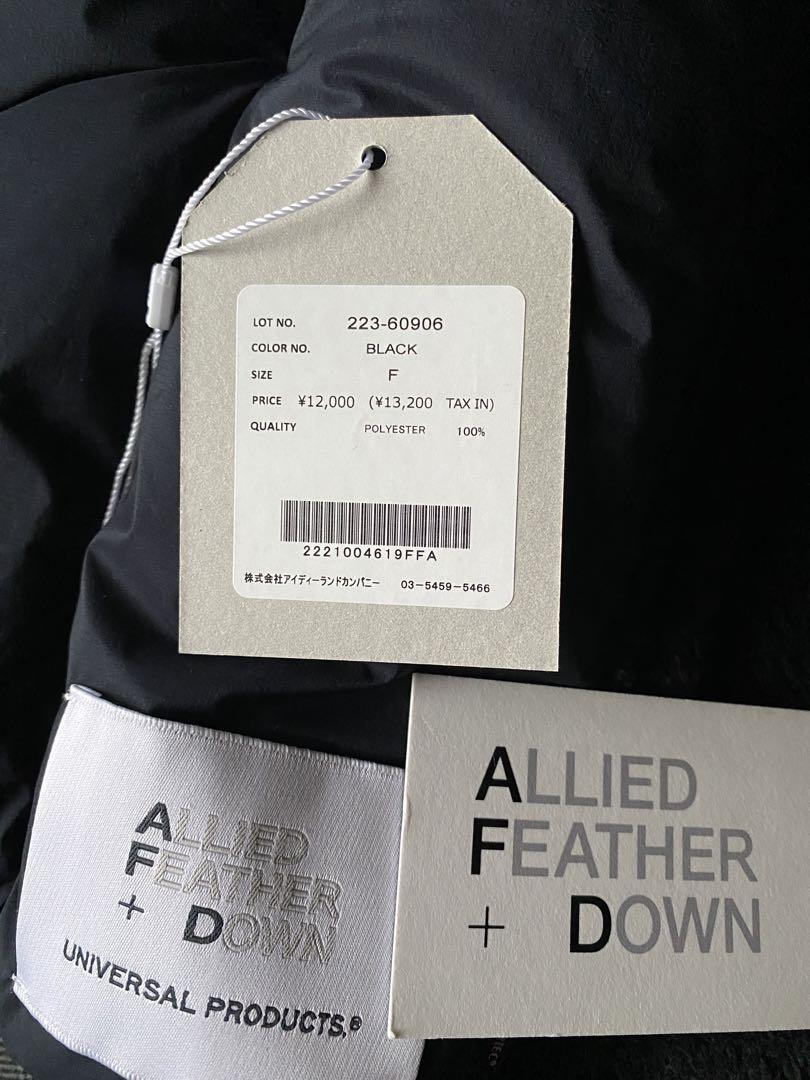 LOT NO. 223-60906
COLOR NO. BLACK
SIZE F
PRICE ¥12,000 (¥13,200 TAX IN)
QUALITY POLYESTER 100%
2221004619FFA
株式会社アイディーランドカンパニー 03-5459-5466
ALLIED
FEATHER
+ DOWN
UNIVERSAL PRODUCTS.®
ALLIED
FEATHER
+ DOWN